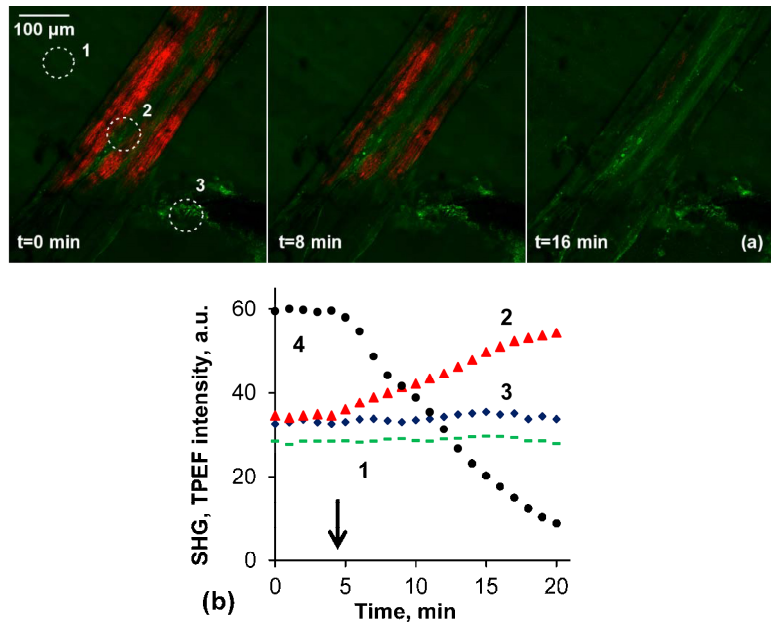 100 μm
1
2
3
t=0 min
t=8 min
t=16 min
(a)
SHG, TPEF intensity, a.u.
60
40
20
0
4
2
3
1
0
5
10
15
20
Time, min
(b)